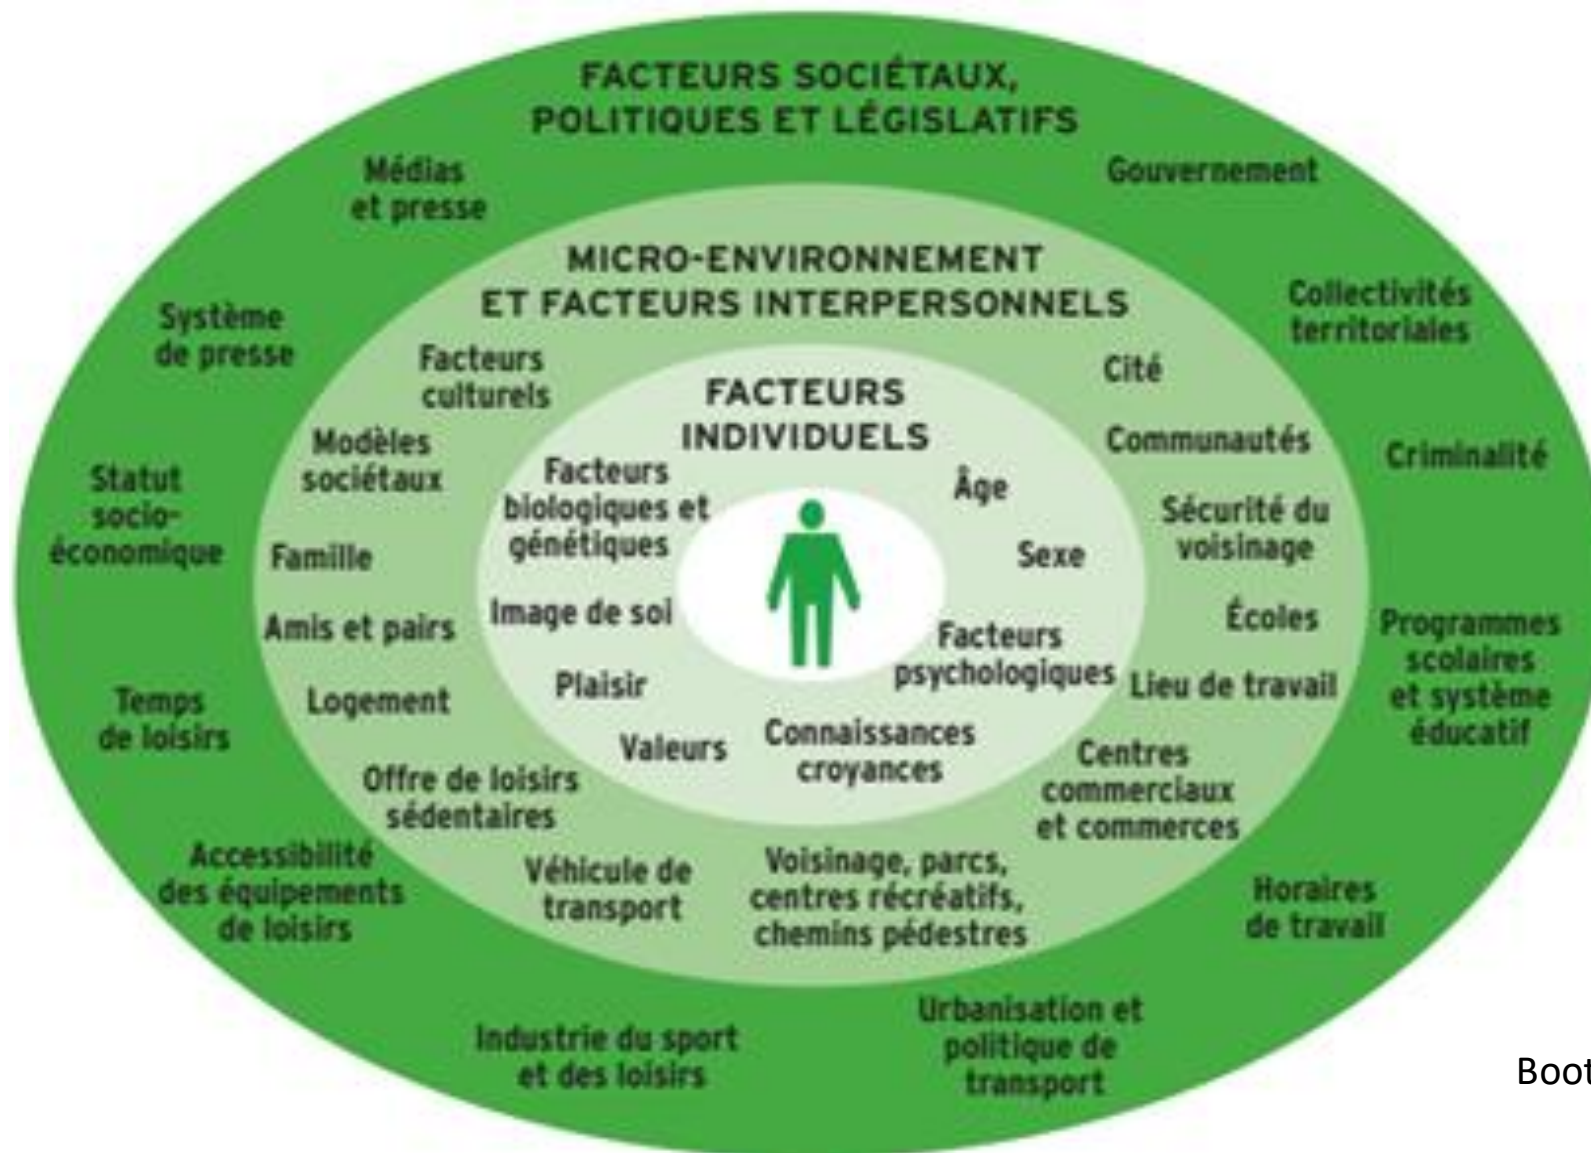 FACTEURS SOCIÉTAUX,
POLITIQUES ET LÉGISLATIFS
Médias
et presse
Gouvernement
Système
de presse
Collectivités
territoriales
Statut
socio-
économique
Criminalité
Temps
de loisirs
Programmes
scolaires
et système
éducatif
Accessibilité
des équipements
de loisirs
Horaires
de travail
Industrie du sport
et des loisirs
Urbanisation et
politique de
transport
MICRO-ENVIRONNEMENT
ET FACTEURS INTERPERSONNELS
Facteurs
culturels
Cité
Modèles
sociétaux
Communautés
Famille
Sécurité du
voisinage
Amis et pairs
Écoles
Logement
Lieu de travail
Offre de loisirs
sédentaires
Centres
commerciaux
et commerces
Véhicule de
transport
Voisinage, parcs,
centres récréatifs,
chemins pédestres
FACTEURS
INDIVIDUELS
Facteurs
biologiques et
génétiques
Âge
Sexe
Image de soi
Facteurs
psychologiques
Plaisir
Valeurs
Connaissances
croyances
Boot